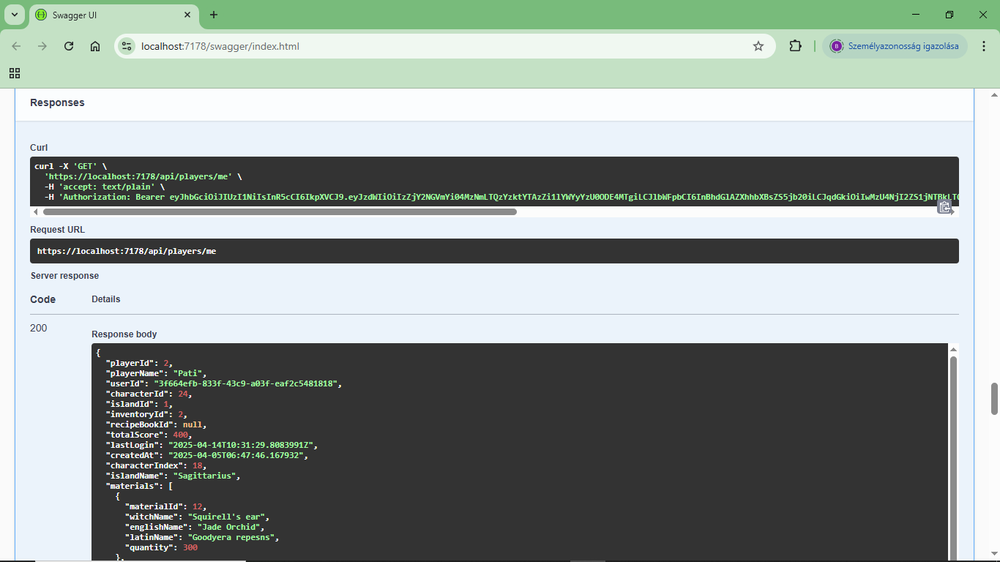 Swagger UI
localhost:7178/swagger/index.html
B
Személyazonosság igazolása
Responses
Curl
curl -X 'GET' \
'https://localhost:7178/api/players/me' \
-H 'accept: text/plain' \
-H 'Authorization: Bearer
Request URL
https://localhost:7178/api/players/me
Server response
Code Details
200
Response body
{
"playerId": 2,
"playerName": "Pati",
"userId": "3f664efb-833f-43c9-a03f-eaf2c5481818",
"characterId": 24,
"islandId": 1,
"inventoryId": 2,
"recipeBookId": null,
"totalScore": 400,
"lastLogin": "2025-04-14T10:31:29.8083991Z",
"createdAt": "2025-04-05T06:47:46.167932",
"characterIndex": 18,
"islandName": "Sagittarius",
"materials": [
{
"materialId": 12,
"witchName": "Squirell's ear",
"englishName": "Jade Orchid",
"latinName": "Goodyera repesns",
"quantity": 300
},